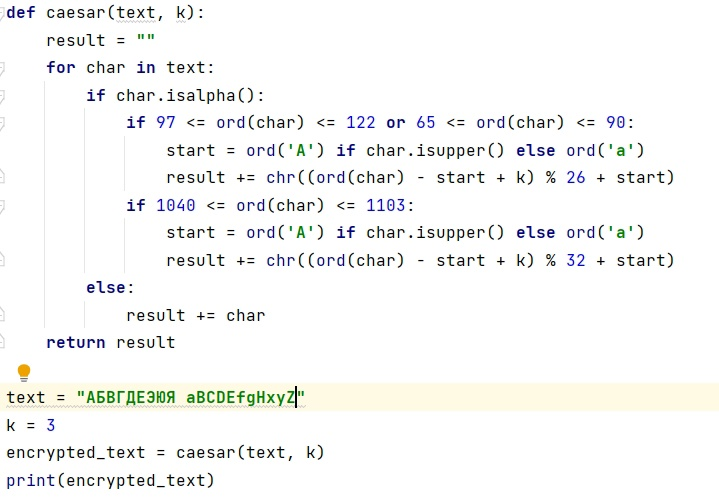 def caesar(text, k):
    result = ""
    for char in text:
        if char.isalpha():
            if 97 <= ord(char) <= 122 or 65 <= ord(char) <= 90:
                start = ord('A') if char.isupper() else ord('a')
                result += chr((ord(char) - start + k) % 26 + start)
            if 1040 <= ord(char) <= 1103:
                start = ord('А') if char.isupper() else ord('а')
                result += chr((ord(char) - start + k) % 32 + start)
        else:
            result += char
    return result
text = "АБВГДЕЭЮЯ aBCDEfgHxyZ"
k = 3
encrypted_text = caesar(text, k)
print(encrypted_text)